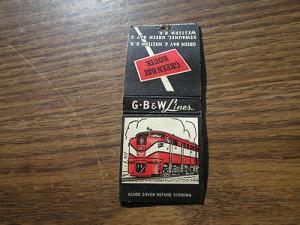 GREEN BAY & WESTERN R.R.
KEWAUNEE, GREEN BAY &
WESTERN R.R.
GREEN BAY
ROUTE
G·B&W Lines
CLOSE COVER BEFORE STRIKING